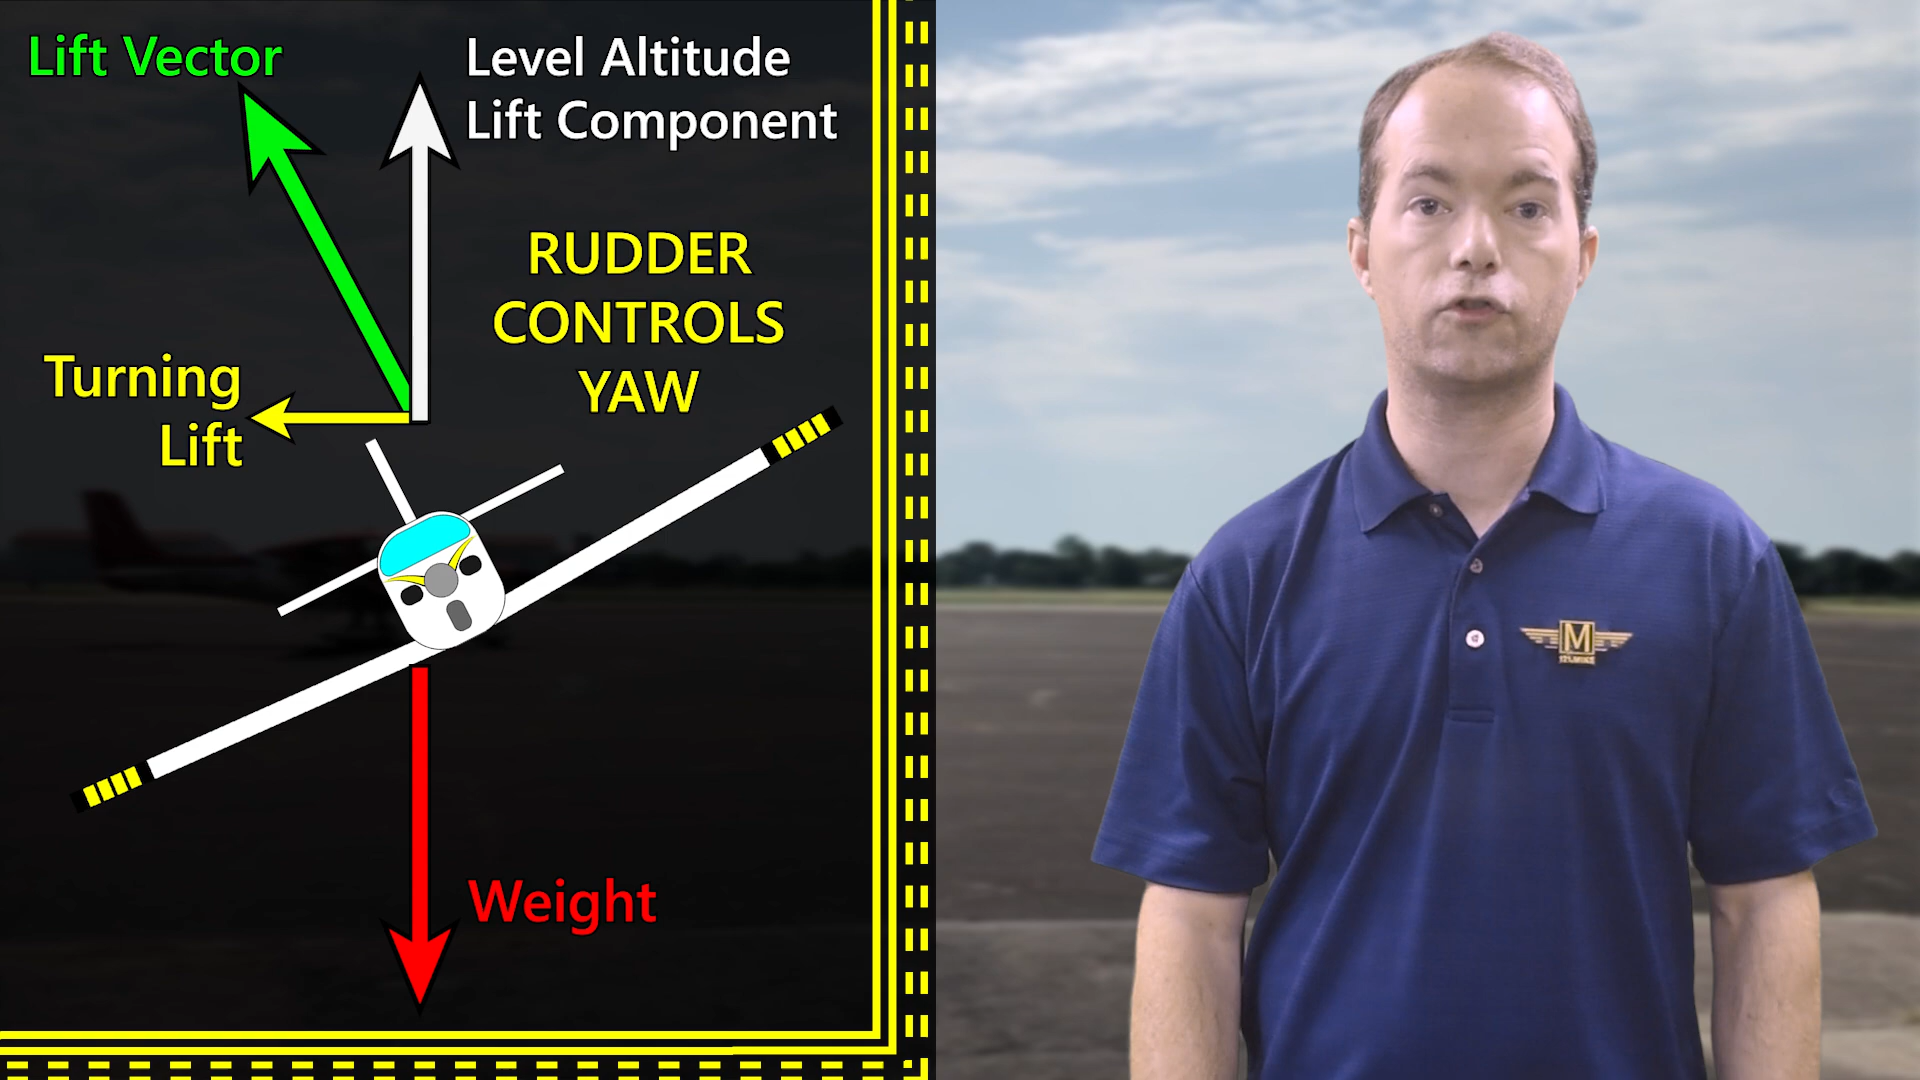 Lift Vector
Level Altitude
Lift Component
RUDDER
CONTROLS
YAW
Turning
Lift
Weight
M